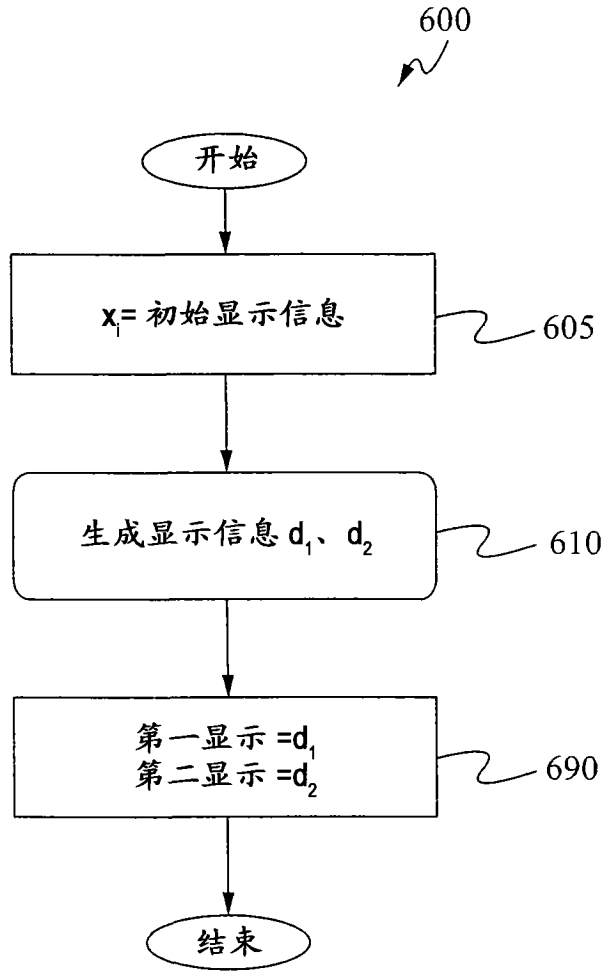 600
开始
xᵢ= 初始显示信息
605
生成显示信息 d₁、d₂
610
第一显示 =d₁
第二显示 =d₂
690
结束